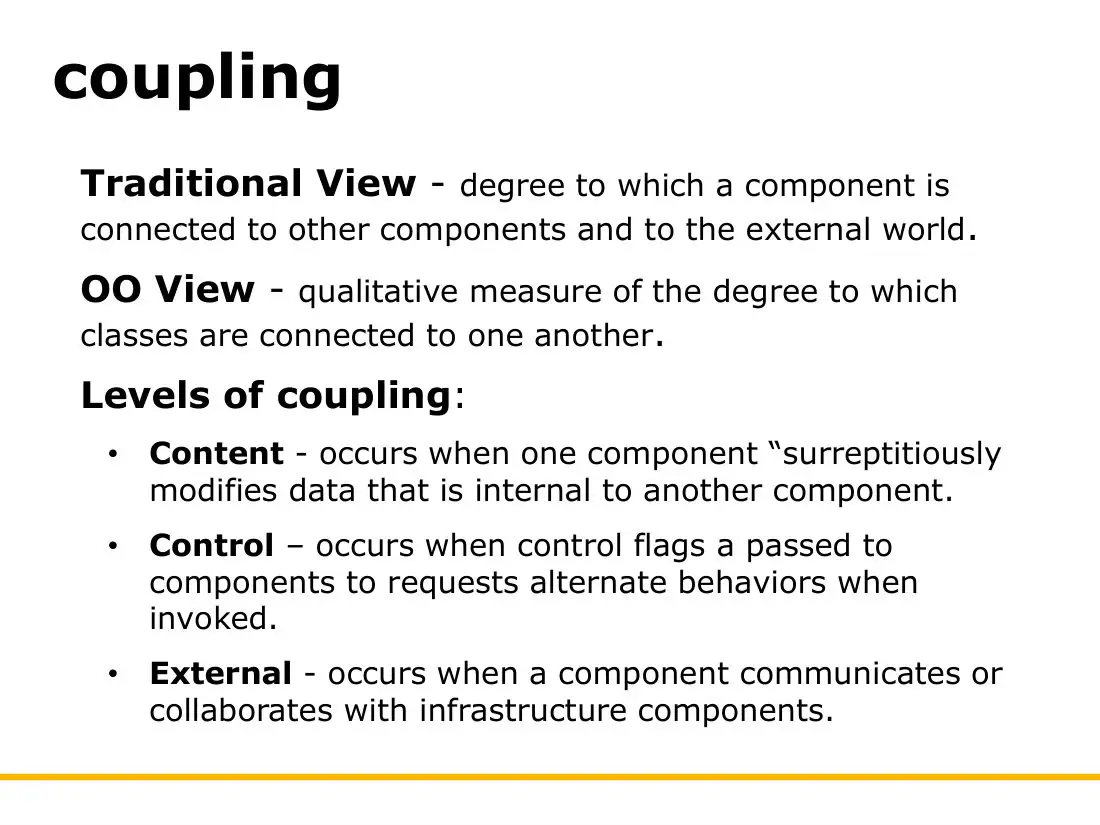 coupling
Traditional View - degree to which a component is
connected to other components and to the external world.
OO View - qualitative measure of the degree to which
classes are connected to one another.
Levels of coupling:
• Content - occurs when one component “surreptitiously
modifies data that is internal to another component.
• Control – occurs when control flags a passed to
components to requests alternate behaviors when
invoked.
• External - occurs when a component communicates or
collaborates with infrastructure components.